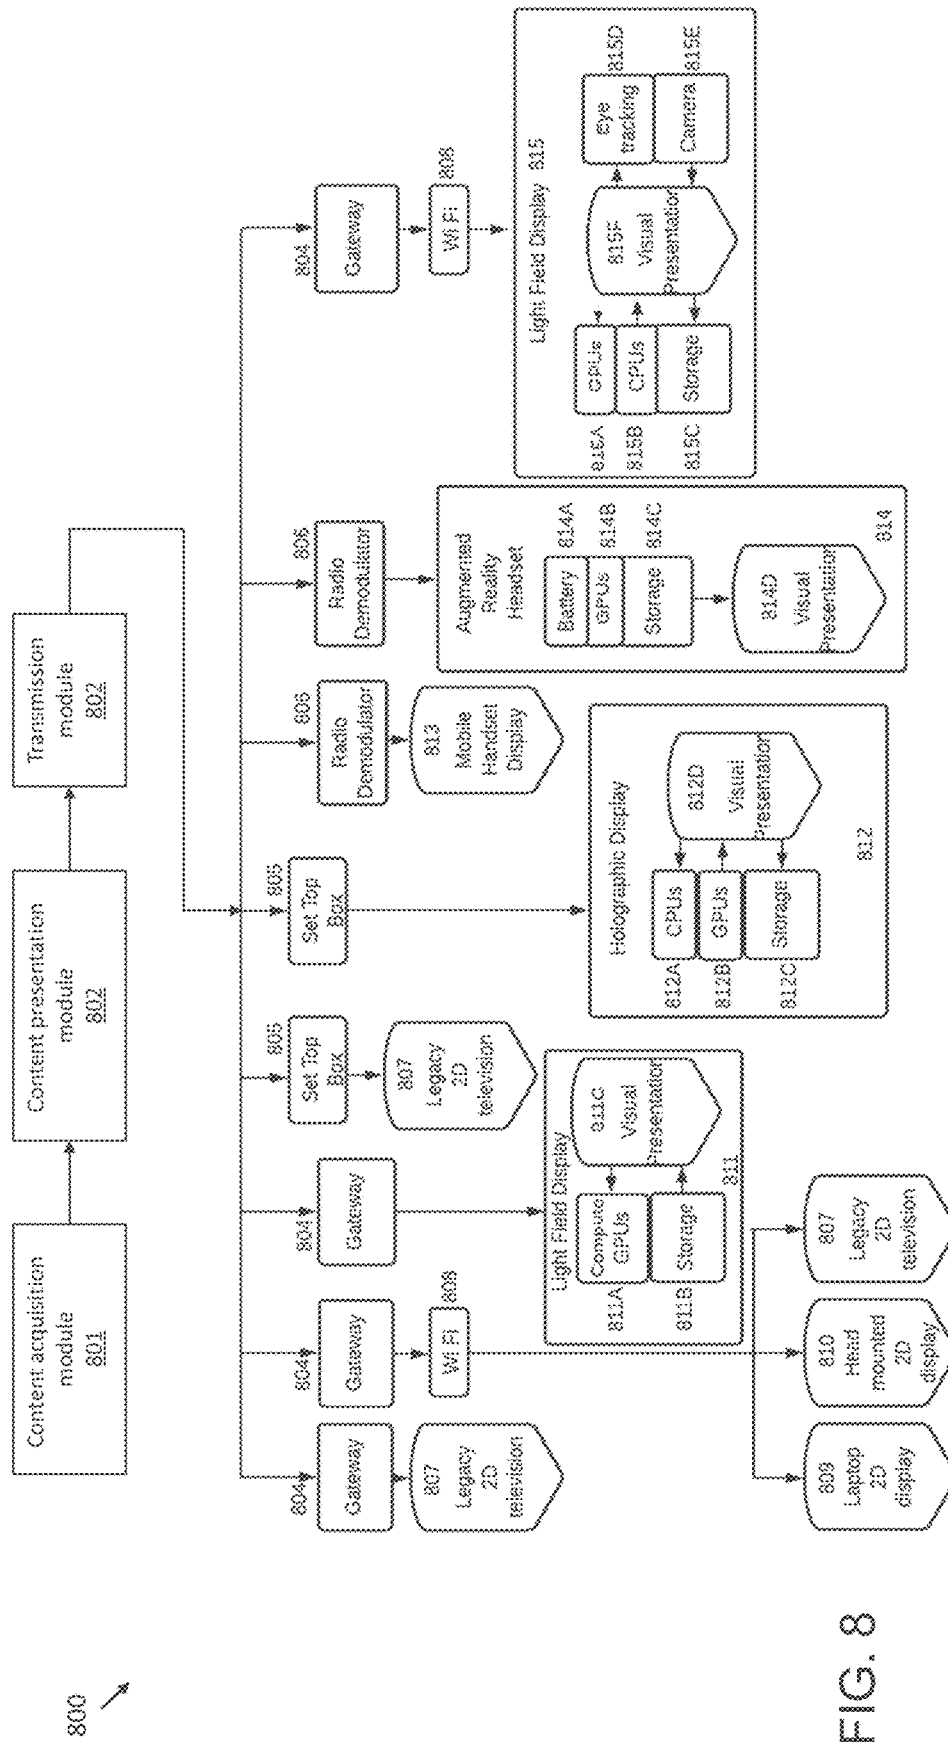 800
Content acquisition
module
801
Content presentation
module
802
Transmission
module
802
804
Gateway
807
Legacy
2D
television
804
Gateway
808
Wi Fi
809
Laptop
2D
display
810
Head
mounted
2D
display
807
Legacy
2D
television
804
Gateway
Light Field Display
811A
Compute
GPUs
811B
Storage
811C
Visual
Presentation
811
805
Set Top
Box
807
Legacy
2D
television
805
Set Top
Box
Holographic Display
812A
CPUs
812B
GPUs
812C
Storage
812D
Visual
Presentation
812
806
Radio
Demodulator
813
Mobile
Handset
Display
806
Radio
Demodulator
Augmented
Reality
Headset
Battery 814A
GPUs 814B
Storage 814C
814D
Visual
Presentation
814
804
Gateway
808
Wi Fi
Light Field Display 815
815A GPUs
815B CPUs
815C Storage
815F
Visual
Presentation
Eye
tracking
815D
Camera 815E
FIG. 8